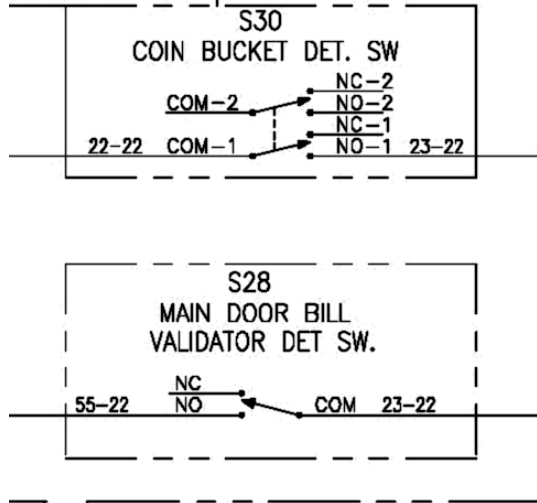 S30
COIN BUCKET DET. SW
NC-2
COM-2 NO-2
NC-1
22-22 COM-1 NO-1 23-22
S28
MAIN DOOR BILL
VALIDATOR DET SW.
NC
55-22 NO COM 23-22